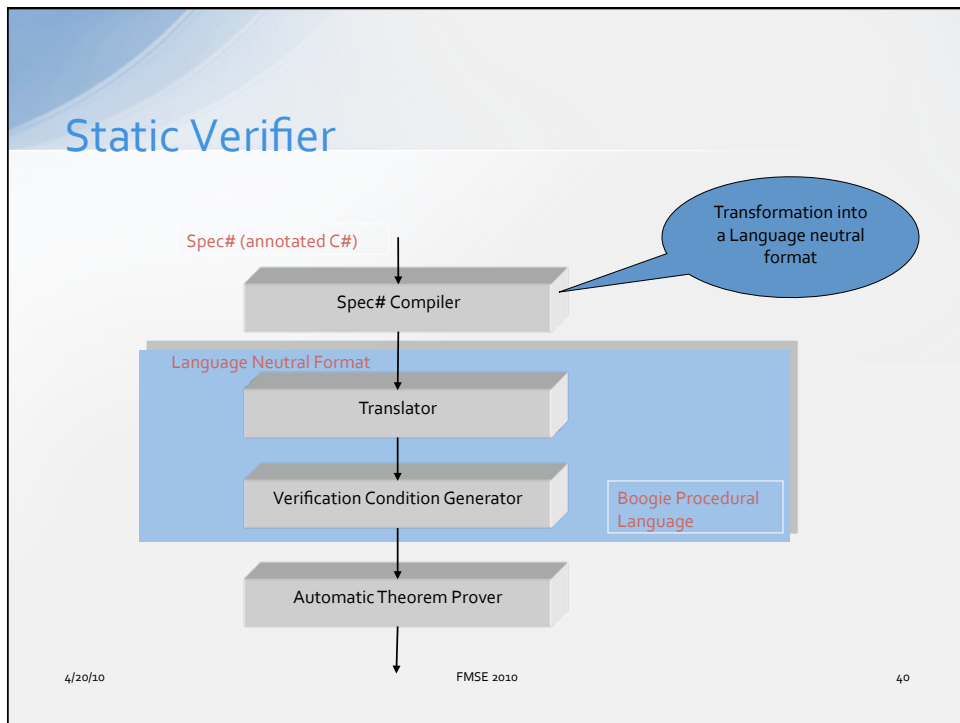 Static Verifier
Transformation into
a Language neutral
format
Spec# (annotated C#)
Spec# Compiler
Language Neutral Format
Translator
Verification Condition Generator
Boogie Procedural
Language
Automatic Theorem Prover
4/20/10
FMSE 2010
40